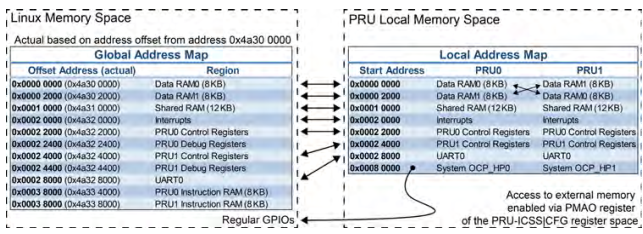 Linux Memory Space
Actual based on address offset from address 0x4a30 0000
Global Address Map
Offset Address (actual) Region
0x0000 0000 (0x4a30 0000) Data RAM0 (8KB)
0x0000 2000 (0x4a30 2000) Data RAM1 (8KB)
0x0001 0000 (0x4a31 0000) Shared RAM (12KB)
0x0002 0000 (0x4a32 0000) Interrupts
0x0002 2000 (0x4a32 2000) PRU0 Control Registers
0x0002 2400 (0x4a32 2400) PRU0 Debug Registers
0x0002 4000 (0x4a32 4000) PRU1 Control Registers
0x0002 4400 (0x4a32 4400) PRU1 Debug Registers
0x0002 8000 (0x4a32 8000) UART0
0x0003 4000 (0x4a33 4000) PRU0 Instruction RAM (8KB)
0x0003 8000 (0x4a33 8000) PRU1 Instruction RAM (8KB)
Regular GPIOs
PRU Local Memory Space
Local Address Map
Start Address PRU0 PRU1
0x0000 0000 Data RAM0 (8KB) Data RAM1 (8KB)
0x0000 2000 Data RAM1 (8KB) Data RAM0 (8KB)
0x0001 0000 Shared RAM (12KB) Shared RAM (12KB)
0x0002 0000 Interrupts Interrupts
0x0002 2000 PRU0 Control Registers PRU0 Control Registers
0x0002 4000 PRU1 Control Registers PRU1 Control Registers
0x0002 8000 UART0 UART0
0x0008 0000 System OCP_HP0 System OCP_HP1
Access to external memory
enabled via PMAO register
of the PRU-ICSS CFG register space